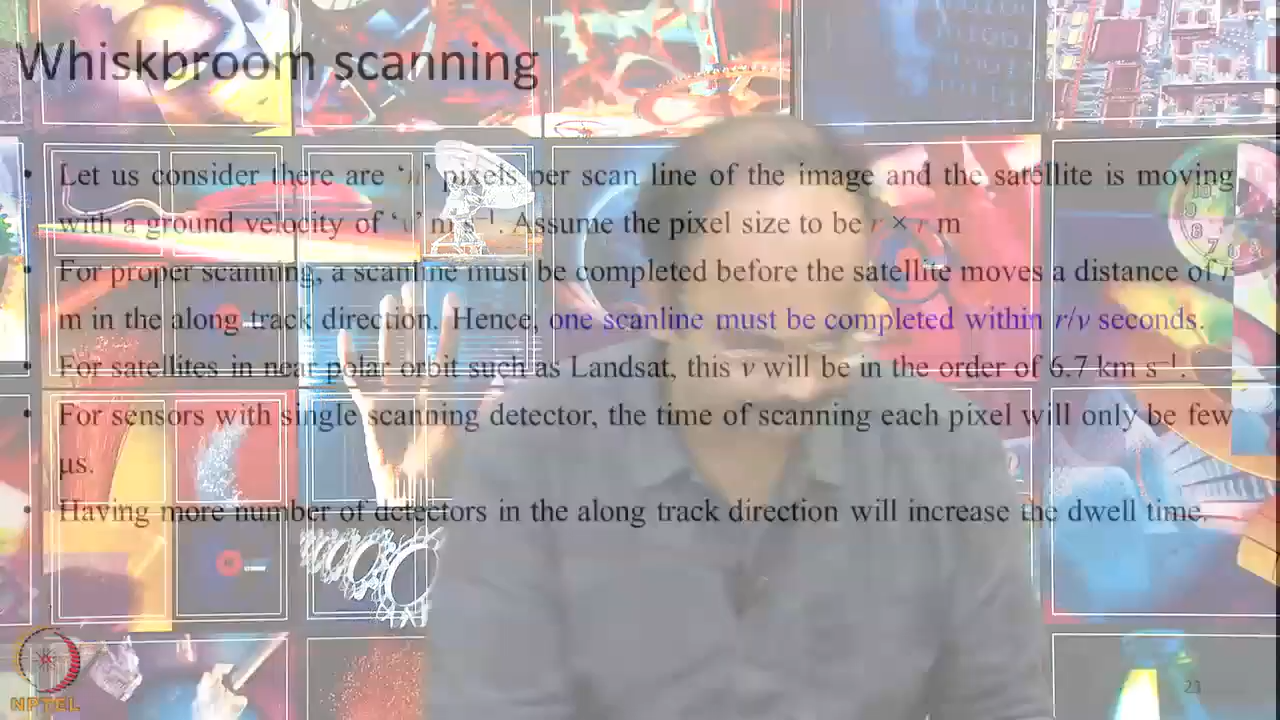 Whiskbroom scanning
• Let us consider there are ‘n’ pixels per scan line of the image and the satellite is moving
with a ground velocity of ‘v’ m s⁻¹. Assume the pixel size to be r × r m
• For proper scanning, a scanline must be completed before the satellite moves a distance of r
m in the along track direction. Hence, one scanline must be completed within r/v seconds.
• For satellites in near polar orbit such as Landsat, this v will be in the order of 6.7 km s⁻¹.
• For sensors with single scanning detector, the time of scanning each pixel will only be few
μs.
• Having more number of detectors in the along track direction will increase the dwell time.
NPTEL
23